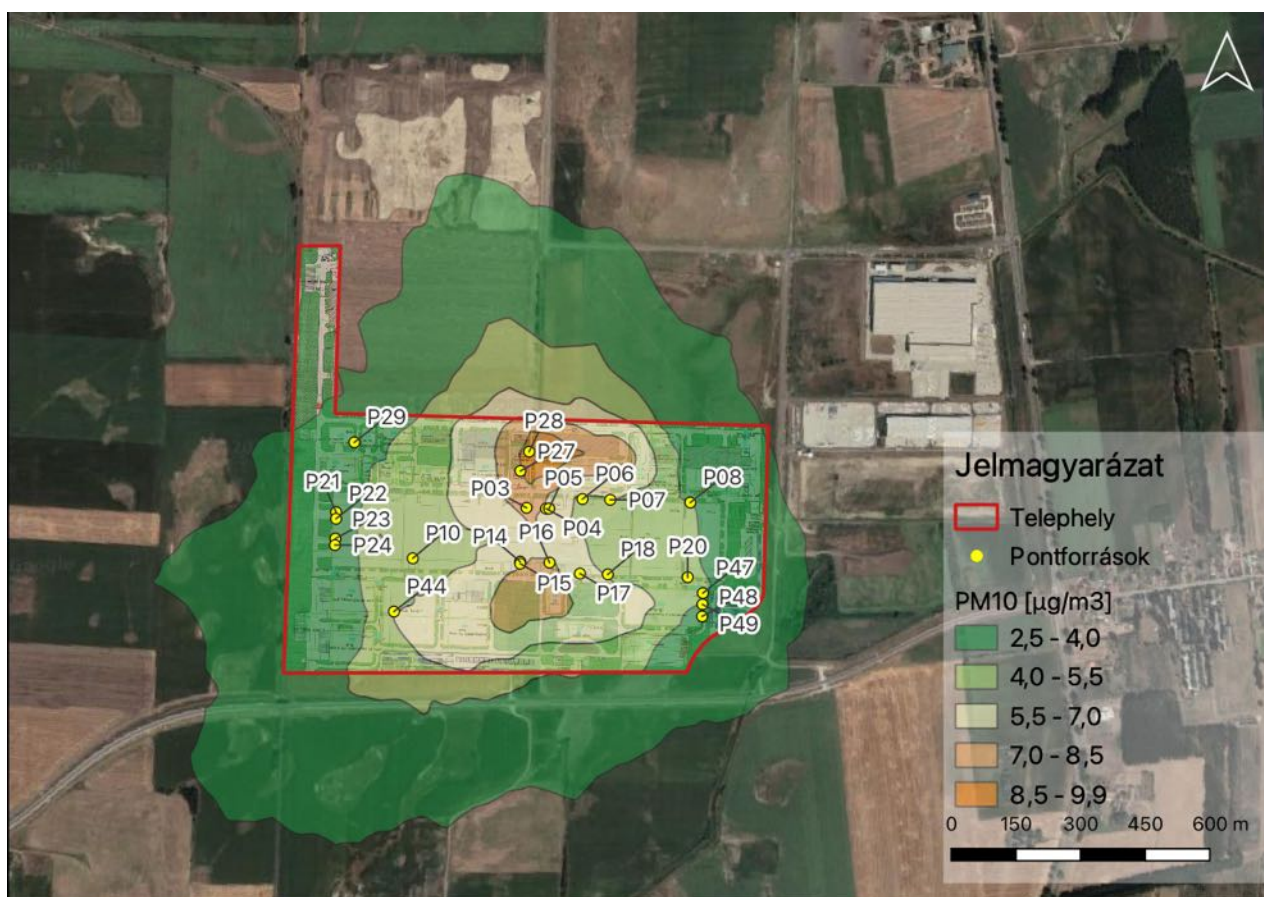 P28
P29
P27
P21
P22
P03
P05
P06
P07
P08
P23
P24
P10
P14
P16
P04
P18
P20
P47
P44
P15
P17
P48
P49
Jelmagyarázat
Telephely
Pontforrások
PM10 [µg/m3]
2,5 - 4,0
4,0 - 5,5
5,5 - 7,0
7,0 - 8,5
8,5 - 9,9
0 150 300 450 600 m